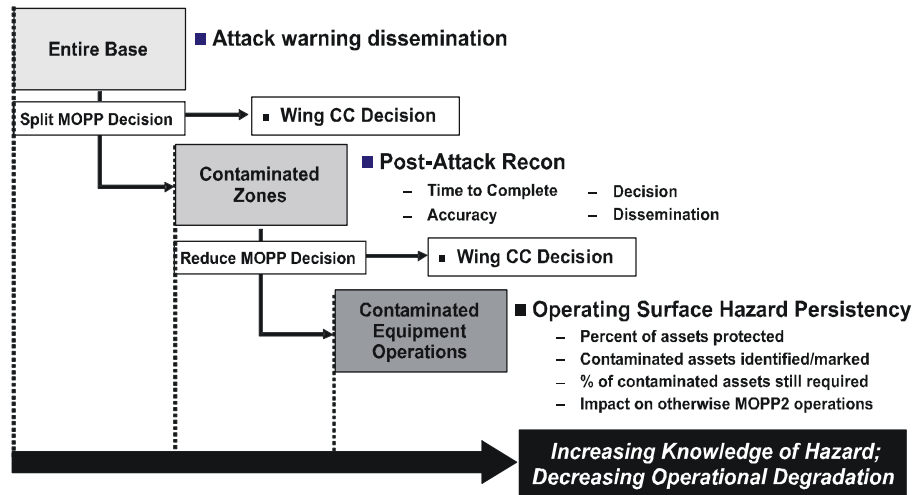 Entire Base
■ Attack warning dissemination
Split MOPP Decision
▪ Wing CC Decision
Contaminated
Zones
■ Post-Attack Recon
– Time to Complete – Decision
– Accuracy – Dissemination
Reduce MOPP Decision
▪ Wing CC Decision
Contaminated
Equipment
Operations
■ Operating Surface Hazard Persistency
– Percent of assets protected
– Contaminated assets identified/marked
– % of contaminated assets still required
– Impact on otherwise MOPP2 operations
Increasing Knowledge of Hazard;
Decreasing Operational Degradation